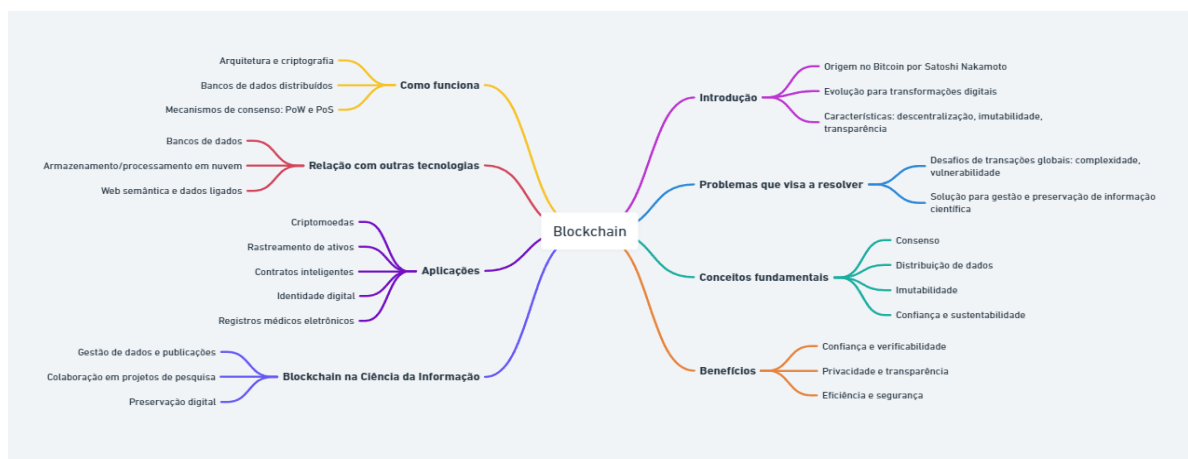 Blockchain
Introdução
Origem no Bitcoin por Satoshi Nakamoto
Evolução para transformações digitais
Características: descentralização, imutabilidade,
transparência
Problemas que visa a resolver
Desafios de transações globais: complexidade,
vulnerabilidade
Solução para gestão e preservação de informação
científica
Conceitos fundamentais
Consenso
Distribuição de dados
Imutabilidade
Confiança e sustentabilidade
Benefícios
Confiança e verificabilidade
Privacidade e transparência
Eficiência e segurança
Como funciona
Arquitetura e criptografia
Bancos de dados distribuídos
Mecanismos de consenso: PoW e PoS
Relação com outras tecnologias
Bancos de dados
Armazenamento/processamento em nuvem
Web semântica e dados ligados
Aplicações
Criptomoedas
Rastreamento de ativos
Contratos inteligentes
Identidade digital
Registros médicos eletrônicos
Blockchain na Ciência da Informação
Gestão de dados e publicações
Colaboração em projetos de pesquisa
Preservação digital